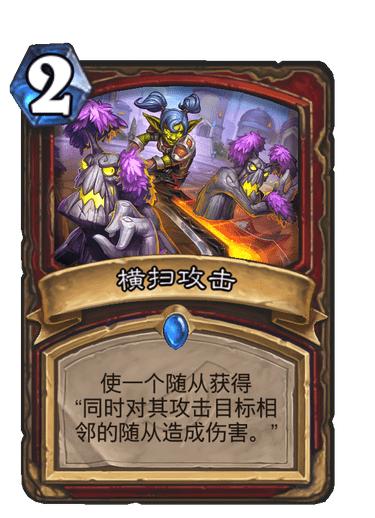 2
横扫攻击
使一个随从获得
“同时对其攻击目标相
邻的随从造成伤害。”